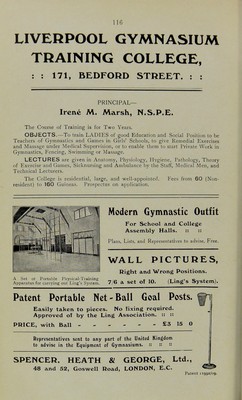 116
LIVERPOOL GYMNASIUM
TRAINING COLLEGE,
: : 171, BEDFORD STREET. : :
PRINCIPAL—
Irené M. Marsh, N.S.P.E.
The Course of Training is for Two Years.
OBJECTS.—To train LADIES of good Education and Social Position to be
Teachers of Gymnastics and Games in Girls' Schools, to give Remedial Exercises
and Massage under Medical Supervision, or to enable them to start Private Work in
Gymnastics, Fencing, Swimming or Massage.
LECTURES are given in Anatomy, Physiology, Hygiene, Pathology, Theory
of Exercise and Games, Sicknursing and Ambulance by the Staff, Medical Men, and
Technical Lecturers.
The College is residential, large, and well-appointed. Fees from 60 (Non-
resident) to 160 Guineas. Prospectus on application.
Modern Gymnastic Outfit
For School and College
Assembly Halls.
Plans, Lists, and Representatives to advise, Free.
WALL PICTURES,
Right and Wrong Positions.
7/6 a set of 10. (Ling's System).
A Set of Portable Physical-Training
Apparatus for carrying out Ling's System.
Patent Portable Net-Ball Goal Posts.
Easily taken to pieces. No fixing required.
Approved of by the Ling Association.
PRICE, with Ball - - - - - £3 15 0
Representatives sent to any part of the United Kingdom
to advise in the Equipment of Gymnasiums.
SPENCER, HEATH & GEORGE, Ltd.,
48 and 52, Goswell Road, LONDON, E.C.
Patent